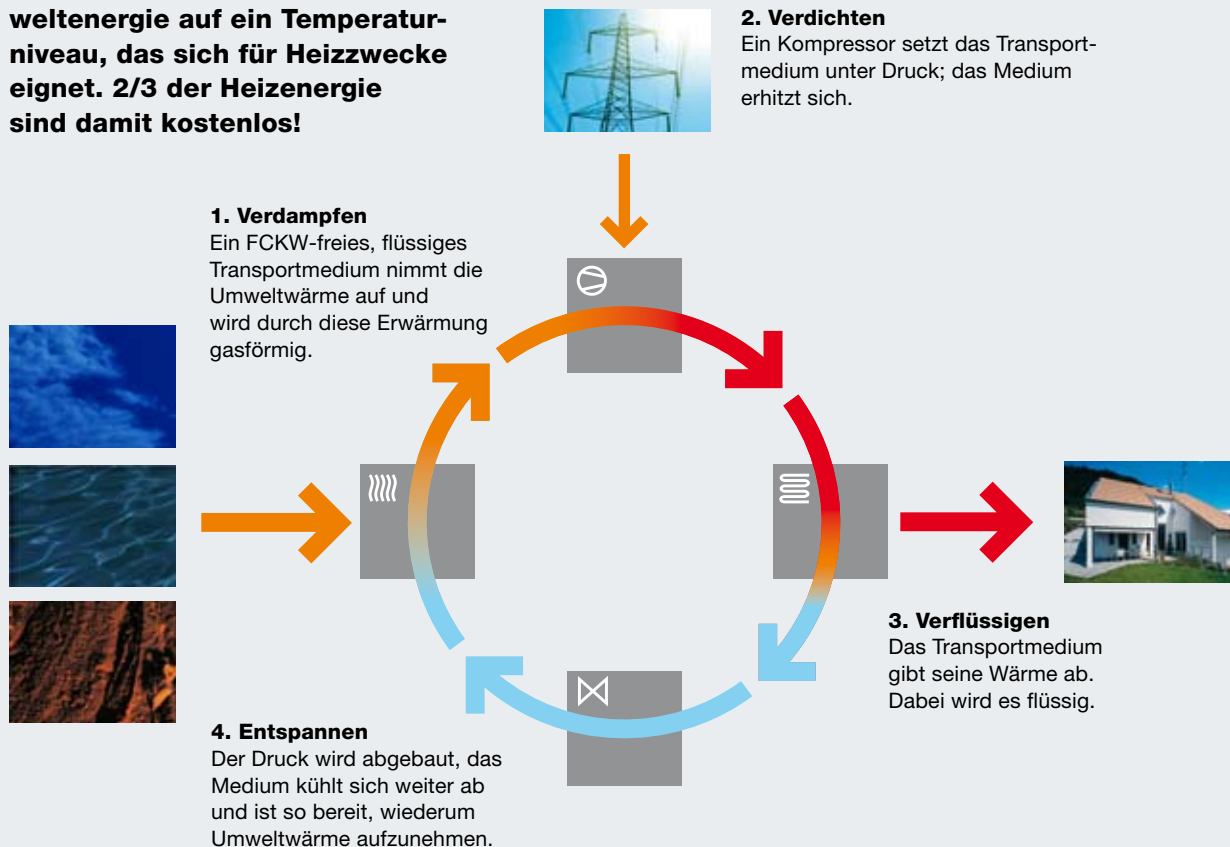 weltenergie auf ein Temperatur-
niveau, das sich für Heizzwecke
eignet. 2/3 der Heizenergie
sind damit kostenlos!
2. Verdichten
Ein Kompressor setzt das Transport-
medium unter Druck; das Medium
erhitzt sich.
1. Verdampfen
Ein FCKW-freies, flüssiges
Transportmedium nimmt die
Umweltwärme auf und
wird durch diese Erwärmung
gasförmig.
3. Verflüssigen
Das Transportmedium
gibt seine Wärme ab.
Dabei wird es flüssig.
4. Entspannen
Der Druck wird abgebaut, das
Medium kühlt sich weiter ab
und ist so bereit, wiederum
Umweltwärme aufzunehmen.